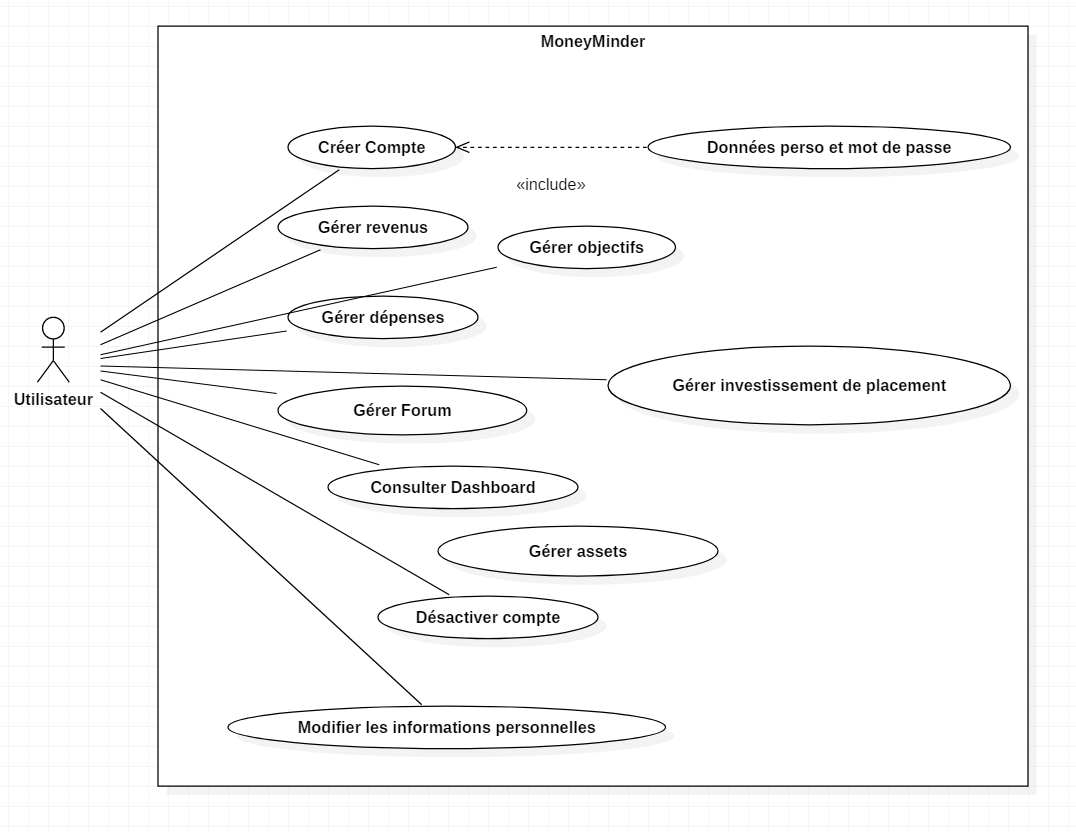 MoneyMinder
Créer Compte
Données perso et mot de passe
«include»
Gérer revenus
Gérer objectifs
Gérer dépenses
Gérer investissement de placement
Utilisateur
Gérer Forum
Consulter Dashboard
Gérer assets
Désactiver compte
Modifier les informations personnelles